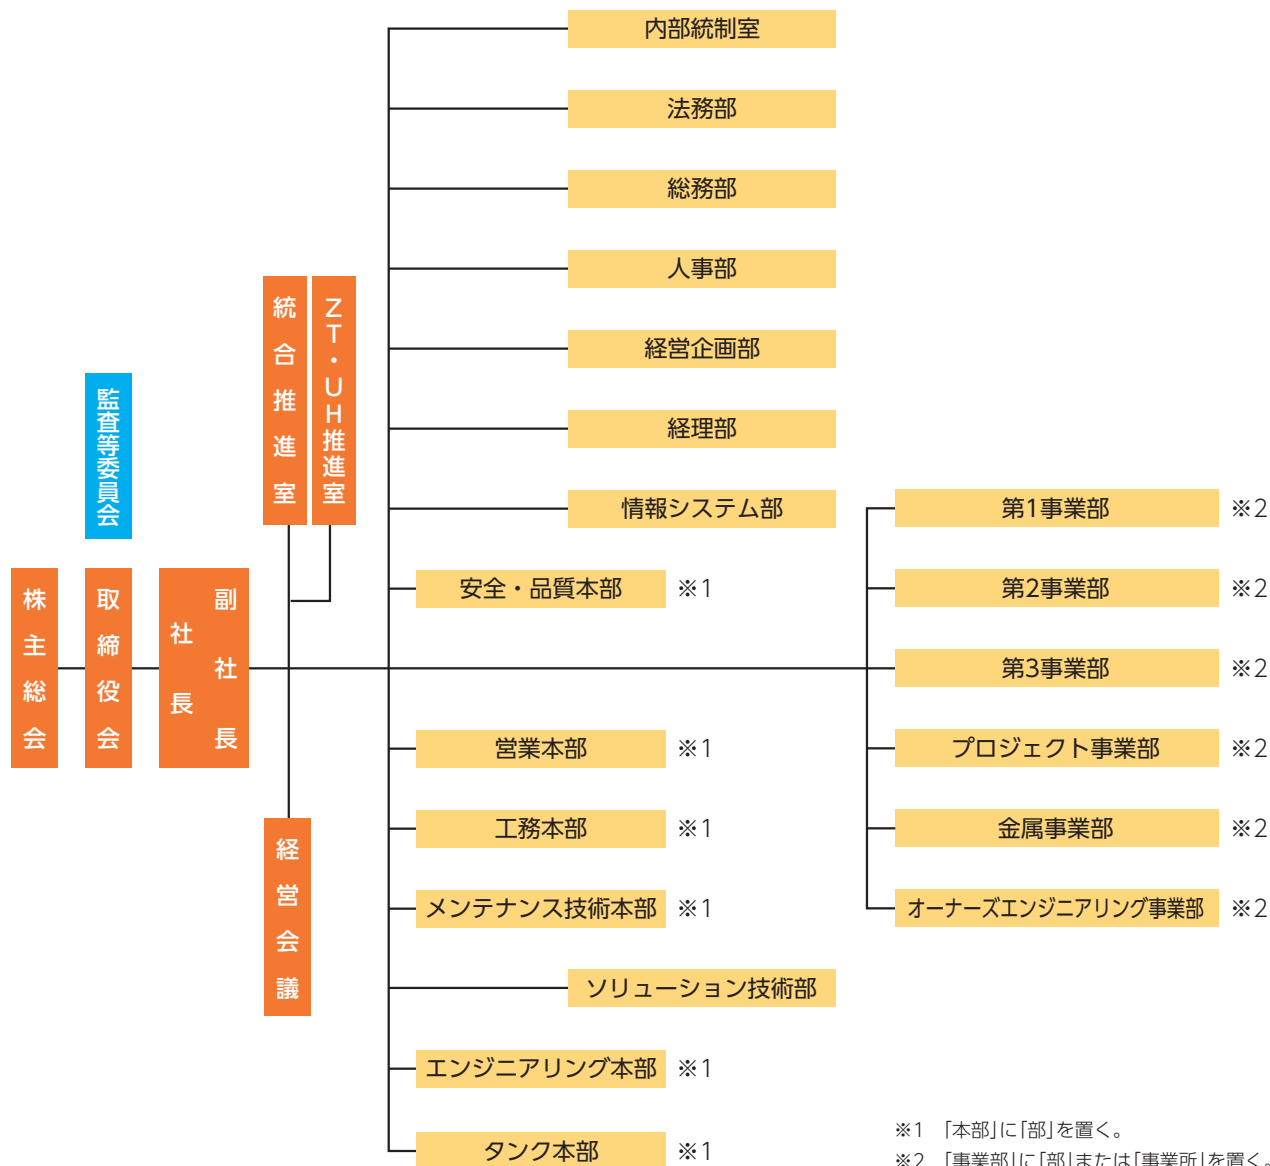 株主総会
監査等委員会
取締役会
社長
副社長
統合推進室
ZT・UH推進室
経営会議
内部統制室
法務部
総務部
人事部
経営企画部
経理部
情報システム部
安全・品質本部 ※1
営業本部 ※1
工務本部 ※1
メンテナンス技術本部 ※1
ソリューション技術部
エンジニアリング本部 ※1
タンク本部 ※1
第1事業部 ※2
第2事業部 ※2
第3事業部 ※2
プロジェクト事業部 ※2
金属事業部 ※2
オーナーズエンジニアリング事業部 ※2
※1 「本部」に「部」を置く。
※2 「事業部」に「部」または「事業所」を置く。